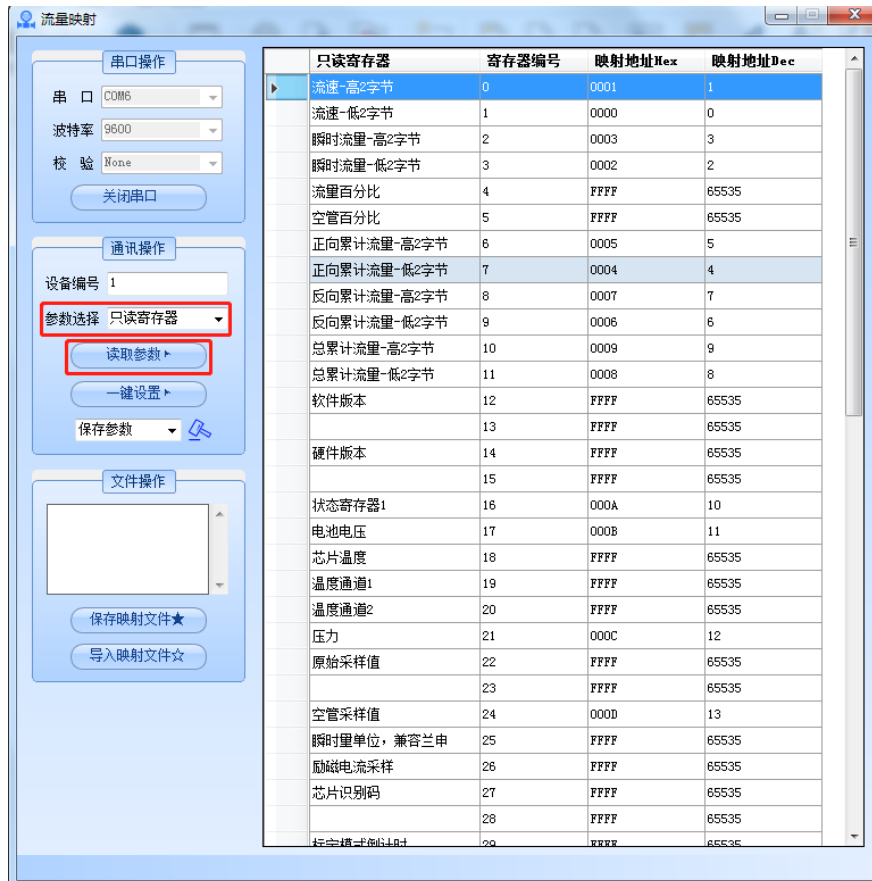 流量映射
串口操作
串 口 COM6
波特率 9600
校 验 None
关闭串口
通讯操作
设备编号 1
参数选择 只读寄存器
读取参数
一键设置
保存参数
文件操作
保存映射文件★
导入映射文件☆
只读寄存器 寄存器编号 映射地址Hex 映射地址Dec
流速-高2字节 0 0001 1
流速-低2字节 1 0000 0
瞬时流量-高2字节 2 0003 3
瞬时流量-低2字节 3 0002 2
流量百分比 4 FFFF 65535
空管百分比 5 FFFF 65535
正向累计流量-高2字节 6 0005 5
正向累计流量-低2字节 7 0004 4
反向累计流量-高2字节 8 0007 7
反向累计流量-低2字节 9 0006 6
总累计流量-高2字节 10 0009 9
总累计流量-低2字节 11 0008 8
软件版本 12 FFFF 65535
13 FFFF 65535
硬件版本 14 FFFF 65535
15 FFFF 65535
状态寄存器1 16 000A 10
电池电压 17 000B 11
芯片温度 18 FFFF 65535
温度通道1 19 FFFF 65535
温度通道2 20 FFFF 65535
压力 21 000C 12
原始采样值 22 FFFF 65535
23 FFFF 65535
空管采样值 24 000D 13
瞬时量单位，兼容兰申 25 FFFF 65535
励磁电流采样 26 FFFF 65535
芯片识别码 27 FFFF 65535
28 FFFF 65535
标定模式倒计时 29 FFFF 65535